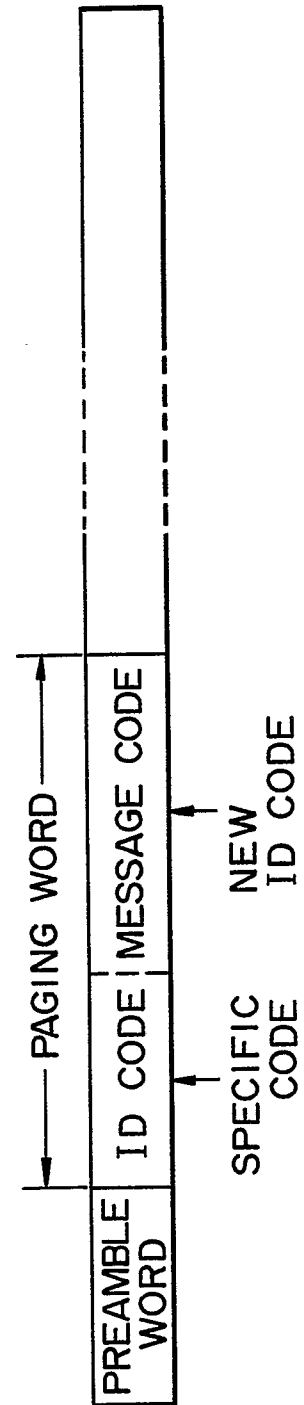 PAGING WORD
PREAMBLE
WORD
ID CODE
MESSAGE CODE
SPECIFIC
CODE
NEW
ID CODE